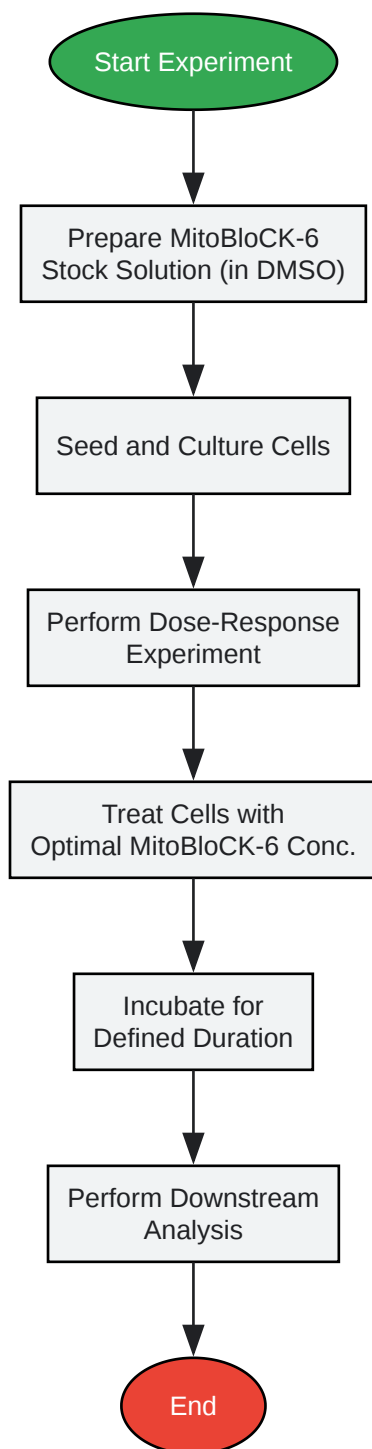 Start Experiment
Prepare MitoBloCK-6
Stock Solution (in DMSO)
Seed and Culture Cells
Perform Dose-Response
Experiment
Treat Cells with
Optimal MitoBloCK-6 Conc.
Incubate for
Defined Duration
Perform Downstream
Analysis
End